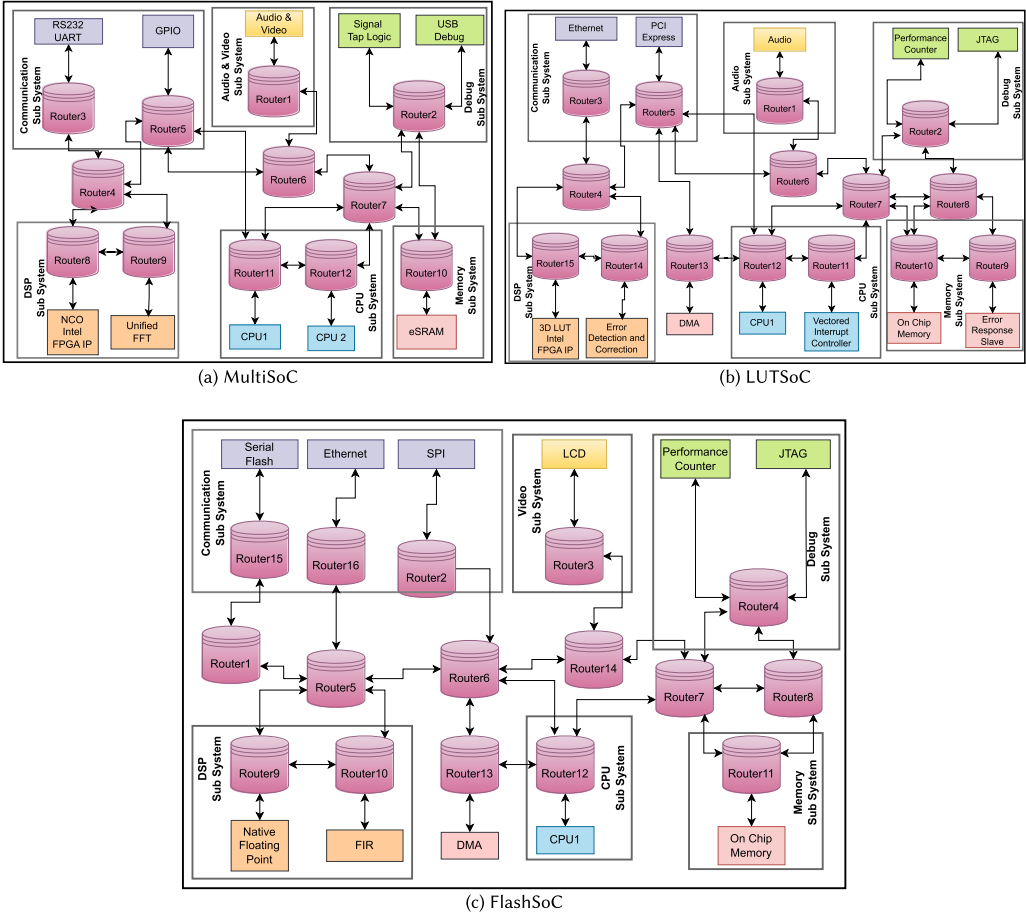 RS232
UART
GPIO
Communication
Sub System
Router3
Router5
Audio &
Video
Audio & Video
Sub System
Router1
Signal
Tap Logic
USB
Debug
Debug
Sub System
Router2
Router4
Router6
Router7
DSP
Sub System
Router8
Router9
NCO
Intel
FPGA IP
Unified
FFT
Router11
Router12
CPU
Sub System
CPU1
CPU 2
Router10
Memory
Sub System
eSRAM
(a) MultiSoC
Ethernet
PCI
Express
Communication
Sub System
Router3
Router5
Audio
Audio
Sub System
Router1
Performance
Counter
JTAG
Debug
Sub System
Router2
Router4
Router6
Router7
Router8
DSP
Sub System
Router15
Router14
3D LUT
Intel
FPGA IP
Error
Detection and
Correction
Router13
DMA
Router12
Router11
CPU
Sub System
CPU1
Vectored
Interrupt
Controller
Router10
Router9
Memory
Sub System
On Chip
Memory
Error
Response
Slave
(b) LUTSoC
Serial
Flash
Ethernet
SPI
Communication
Sub System
Router15
Router16
Router2
LCD
Video
Sub System
Router3
Performance
Counter
JTAG
Debug
Sub System
Router4
Router1
Router5
Router6
Router14
Router7
Router8
DSP
Sub System
Router9
Router10
Native
Floating
Point
FIR
Router13
DMA
Router12
CPU
Sub System
CPU1
Router11
Memory
Sub System
On Chip
Memory
(c) FlashSoC